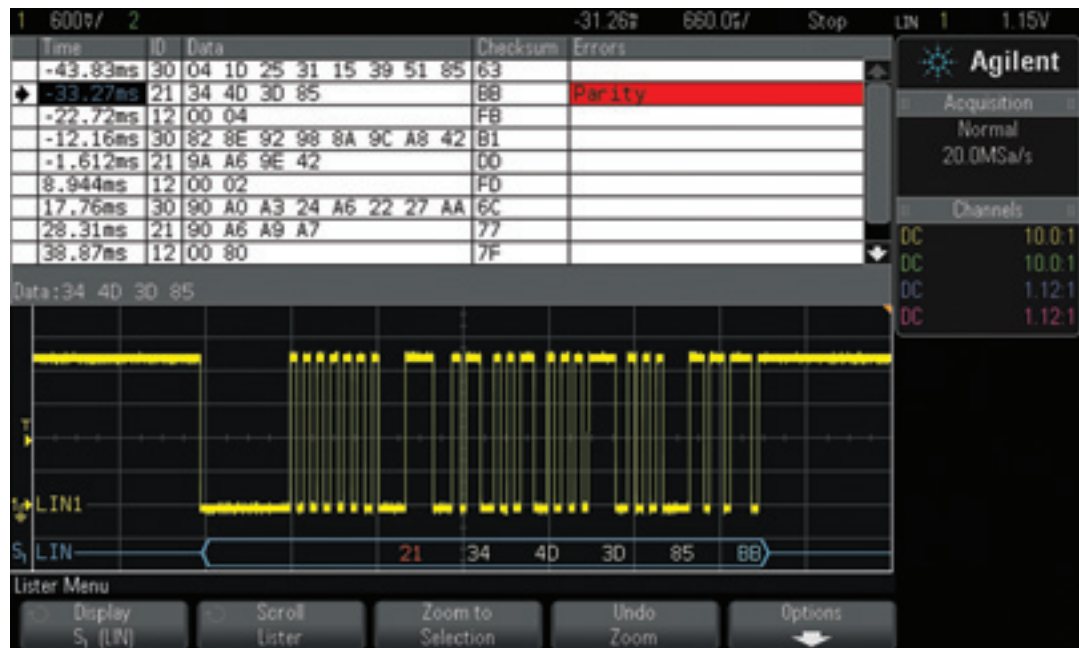 1 600▽/ 2 -31.26▽ 660.0▽/ Stop LIN 1 1.15V
Time ID Data Checksum Errors
-43.83ms 30 04 1D 25 31 15 39 51 85 63
-33.27ms 21 34 4D 3D 85 BB Parity
-22.72ms 12 00 04 FB
-12.16ms 30 82 8E 92 98 8A 9C A8 42 B1
-1.612ms 21 9A A6 9E 42 DD
8.944ms 12 00 02 FD
17.76ms 30 90 A0 A3 24 A6 22 27 AA 6C
28.31ms 21 90 A6 A9 A7 77
38.87ms 12 00 80 7F
Data:34 4D 3D 85
Agilent
Acquisition
Normal
20.0MSa/s
Channels
DC 10.0:1
DC 10.0:1
DC 1.12:1
DC 1.12:1
T
LIN1
S1 LIN 21 34 4D 3D 85 BB
Lister Menu
Display
S1 (LIN)
Scroll
Lister
Zoom to
Selection
Undo
Zoom
Options